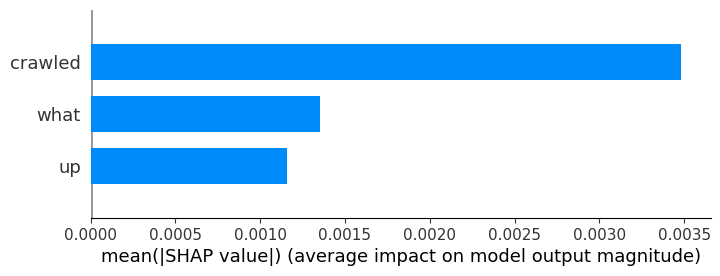 crawled
what
up
0.0000 0.0005 0.0010 0.0015 0.0020 0.0025 0.0030 0.0035
mean(|SHAP value|) (average impact on model output magnitude)